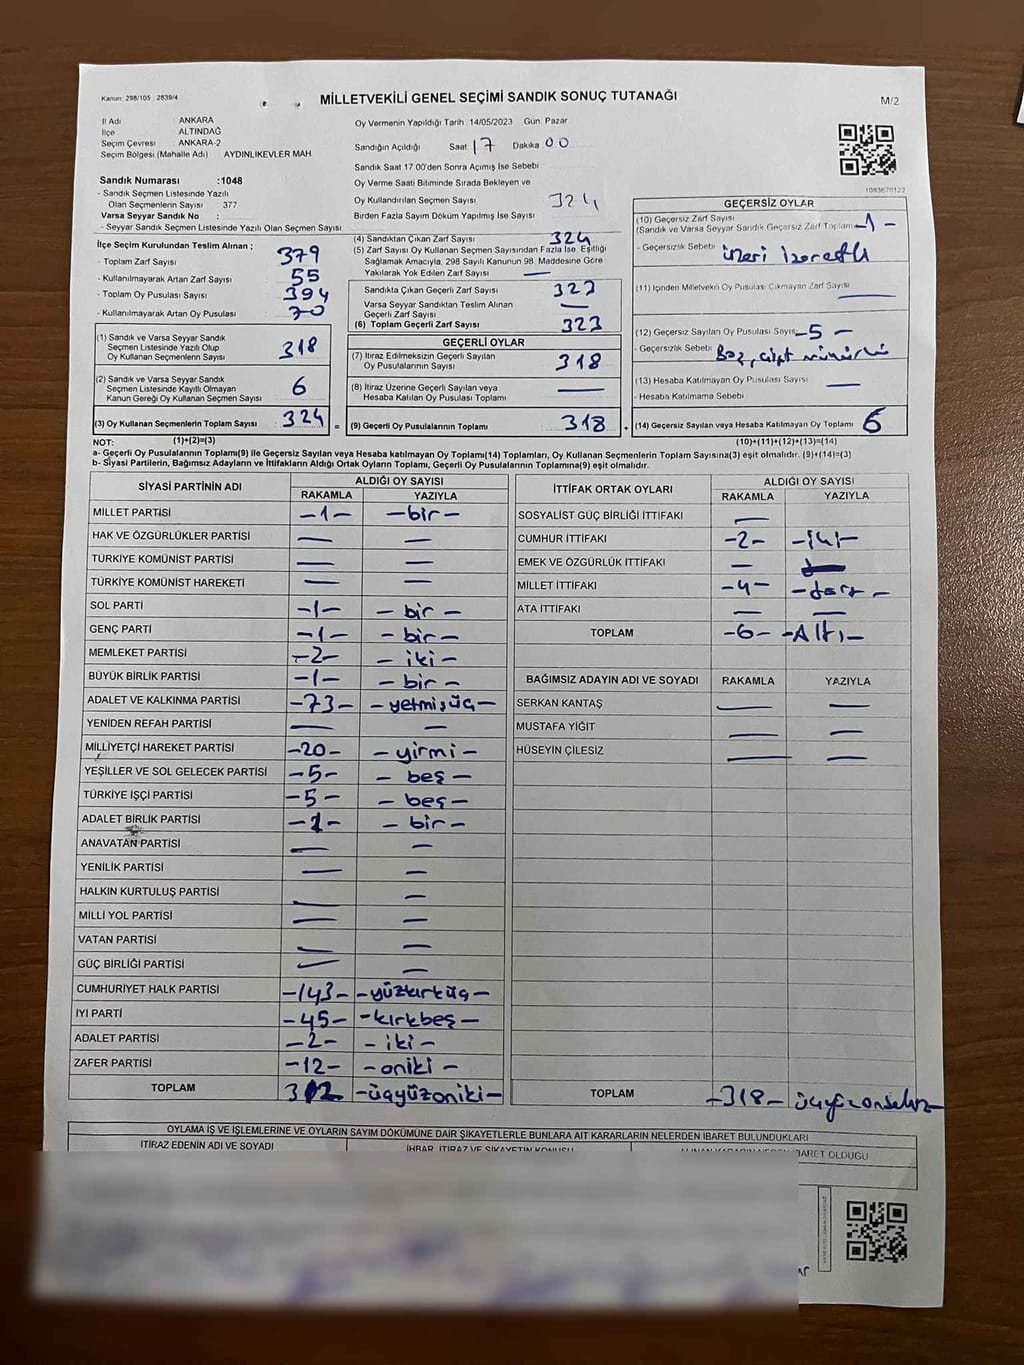 Kanun: 298/105 , 2839/4
MİLLETVEKİLİ GENEL SEÇİMİ SANDIK SONUÇ TUTANAĞI
M/2
İl Adı ANKARA
İlçe ALTINDAĞ
Seçim Çevresi ANKARA-2
Seçim Bölgesi (Mahalle Adı) AYDINLIKEVLER MAH
Sandık Numarası :1048
- Sandık Seçmen Listesinde Yazılı
Olan Seçmenlerin Sayısı 377
Varsa Seyyar Sandık No :
- Seyyar Sandık Seçmen Listesinde Yazılı Olan Seçmen Sayısı
Oy Vermenin Yapıldığı Tarih :14/05/2023 Gün: Pazar
Sandığın Açıldığı Saat 17 Dakika 00
Sandık Saat 17 00'den Sonra Açımış İse Sebebi
Oy Verme Saati Bitiminde Sırada Bekleyen ve
Oy Kullandırılan Seçmen Sayısı 324
Birden Fazla Sayım Döküm Yapılmış İse Sayısı
1083670122
İlçe Seçim Kurulundan Teslim Alınan ;
- Toplam Zarf Sayısı 379
- Kullanılmayarak Artan Zarf Sayısı 55
- Toplam Oy Pusulası Sayısı 394
- Kullanılmayarak Artan Oy Pusulası 70
(4) Sandıktan Çıkan Zarf Sayısı 324
(5) Zarf Sayısı Oy Kullanan Seçmen Sayısından Fazla İse, Eşitliği
Sağlamak Amacıyla, 298 Sayılı Kanunun 98. Maddesine Göre
Yakılarak Yok Edilen Zarf Sayısı —
Sandıkta Çıkan Geçerli Zarf Sayısı 323
Varsa Seyyar Sandıktan Teslim Alınan
Geçerli Zarf Sayısı —
(6) Toplam Geçerli Zarf Sayısı 323
GEÇERSİZ OYLAR
(10) Geçersiz Zarf Sayısı
(Sandık ve Varsa Seyyar Sandık Geçersiz Zarf Toplamı) -1-
- Geçersizlik Sebebi üzeri işaretli
(11) İçinden Milletvekili Oy Pusulası Çıkmayan Zarf Sayısı —
(12) Geçersiz Sayılan Oy Pusulası Sayısı -5-
- Geçersizlik Sebebi Boş, çift mühürlü
(13) Hesaba Katılmayan Oy Pusulası Sayısı —
- Hesaba Katılmama Sebebi
(14) Geçersiz Sayılan veya Hesaba Katılmayan Oy Toplamı 6
(10)+(11)+(12)+(13)=(14)
(1) Sandık ve Varsa Seyyar Sandık
Seçmen Listesinde Yazılı Olup
Oy Kullanan Seçmenlerin Sayısı 318
(2) Sandık ve Varsa Seyyar Sandık
Seçmen Listesinde Kayıtlı Olmayan
Kanun Gereği Oy Kullanan Seçmen Sayısı 6
(3) Oy Kullanan Seçmenlerin Toplam Sayısı 324 =
GEÇERLİ OYLAR
(7) İtiraz Edilmeksizin Geçerli Sayılan
Oy Pusulalarının Sayısı 318
(8) İtiraz Üzerine Geçerli Sayılan veya
Hesaba Katılan Oy Pusulası Toplamı —
(9) Geçerli Oy Pusulalarının Toplamı 318 +
NOT: (1)+(2)=(3)
a- Geçerli Oy Pusulalarının Toplamı(9) ile Geçersiz Sayılan veya Hesaba Katılmayan Oy Toplamı(14) Toplamları, Oy Kullanan Seçmenlerin Toplam Sayısına(3) eşit olmalıdır. (9)+(14)=(3)
b- Siyasi Partilerin, Bağımsız Adayların ve İttifakların Aldığı Ortak Oyların Toplamı, Geçerli Oy Pusulalarının Toplamına(9) eşit olmalıdır.
SİYASİ PARTİNİN ADI ALDIĞI OY SAYISI
RAKAMLA YAZIYLA
MİLLET PARTİSİ -1- -bir-
HAK VE ÖZGÜRLÜKLER PARTİSİ — —
TÜRKİYE KOMÜNİST PARTİSİ — —
TÜRKİYE KOMÜNİST HAREKETİ — —
SOL PARTİ -1- -bir-
GENÇ PARTİ -1- -bir-
MEMLEKET PARTİSİ -2- -iki-
BÜYÜK BİRLİK PARTİSİ -1- -bir-
ADALET VE KALKINMA PARTİSİ -73- -yetmişüç-
YENİDEN REFAH PARTİSİ — —
MİLLİYETÇİ HAREKET PARTİSİ -20- -yirmi-
YEŞİLLER VE SOL GELECEK PARTİSİ -5- -beş-
TÜRKİYE İŞÇİ PARTİSİ -5- -beş-
ADALET BİRLİK PARTİSİ -1- -bir-
ANAVATAN PARTİSİ — —
YENİLİK PARTİSİ — —
HALKIN KURTULUŞ PARTİSİ — —
MİLLİ YOL PARTİSİ — —
VATAN PARTİSİ — —
GÜÇ BİRLİĞİ PARTİSİ — —
CUMHURİYET HALK PARTİSİ -143- -yüzkırküç-
İYİ PARTİ -45- -kırkbeş-
ADALET PARTİSİ -2- -iki-
ZAFER PARTİSİ -12- -oniki-
TOPLAM 312 -üçyüzoniki-
İTTİFAK ORTAK OYLARI ALDIĞI OY SAYISI
RAKAMLA YAZIYLA
SOSYALİST GÜÇ BİRLİĞİ İTTİFAKI —
CUMHUR İTTİFAKI -2- -iki-
EMEK VE ÖZGÜRLÜK İTTİFAKI —
MİLLET İTTİFAKI -4- -dört-
ATA İTTİFAKI — —
TOPLAM -6- -Altı-
BAĞIMSIZ ADAYIN ADI VE SOYADI RAKAMLA YAZIYLA
SERKAN KANTAŞ — —
MUSTAFA YİĞİT — —
HÜSEYİN ÇİLESİZ — —
TOPLAM -318- üçyüzonsekiz
OYLAMA İŞ VE İŞLEMLERİNE VE OYLARIN SAYIM DÖKÜMÜNE DAİR ŞİKAYETLERLE BUNLARA AİT KARARLARIN NELERDEN İBARET BULUNDUKLARI
İTİRAZ EDENİN ADI VE SOYADI İHBAR, İTİRAZ VE ŞİKAYETİN KONUSU